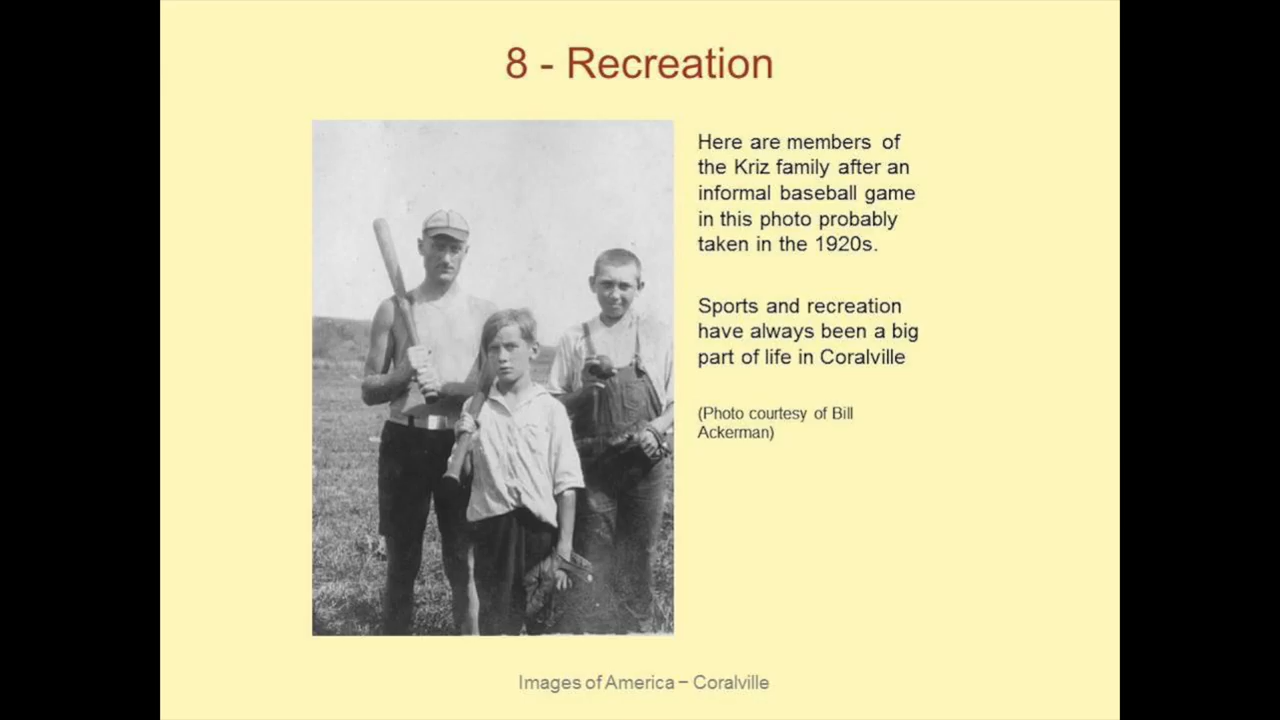 8 - Recreation
Here are members of
the Kriz family after an
informal baseball game
in this photo probably
taken in the 1920s.
Sports and recreation
have always been a big
part of life in Coralville
(Photo courtesy of Bill
Ackerman)
Images of America – Coralville